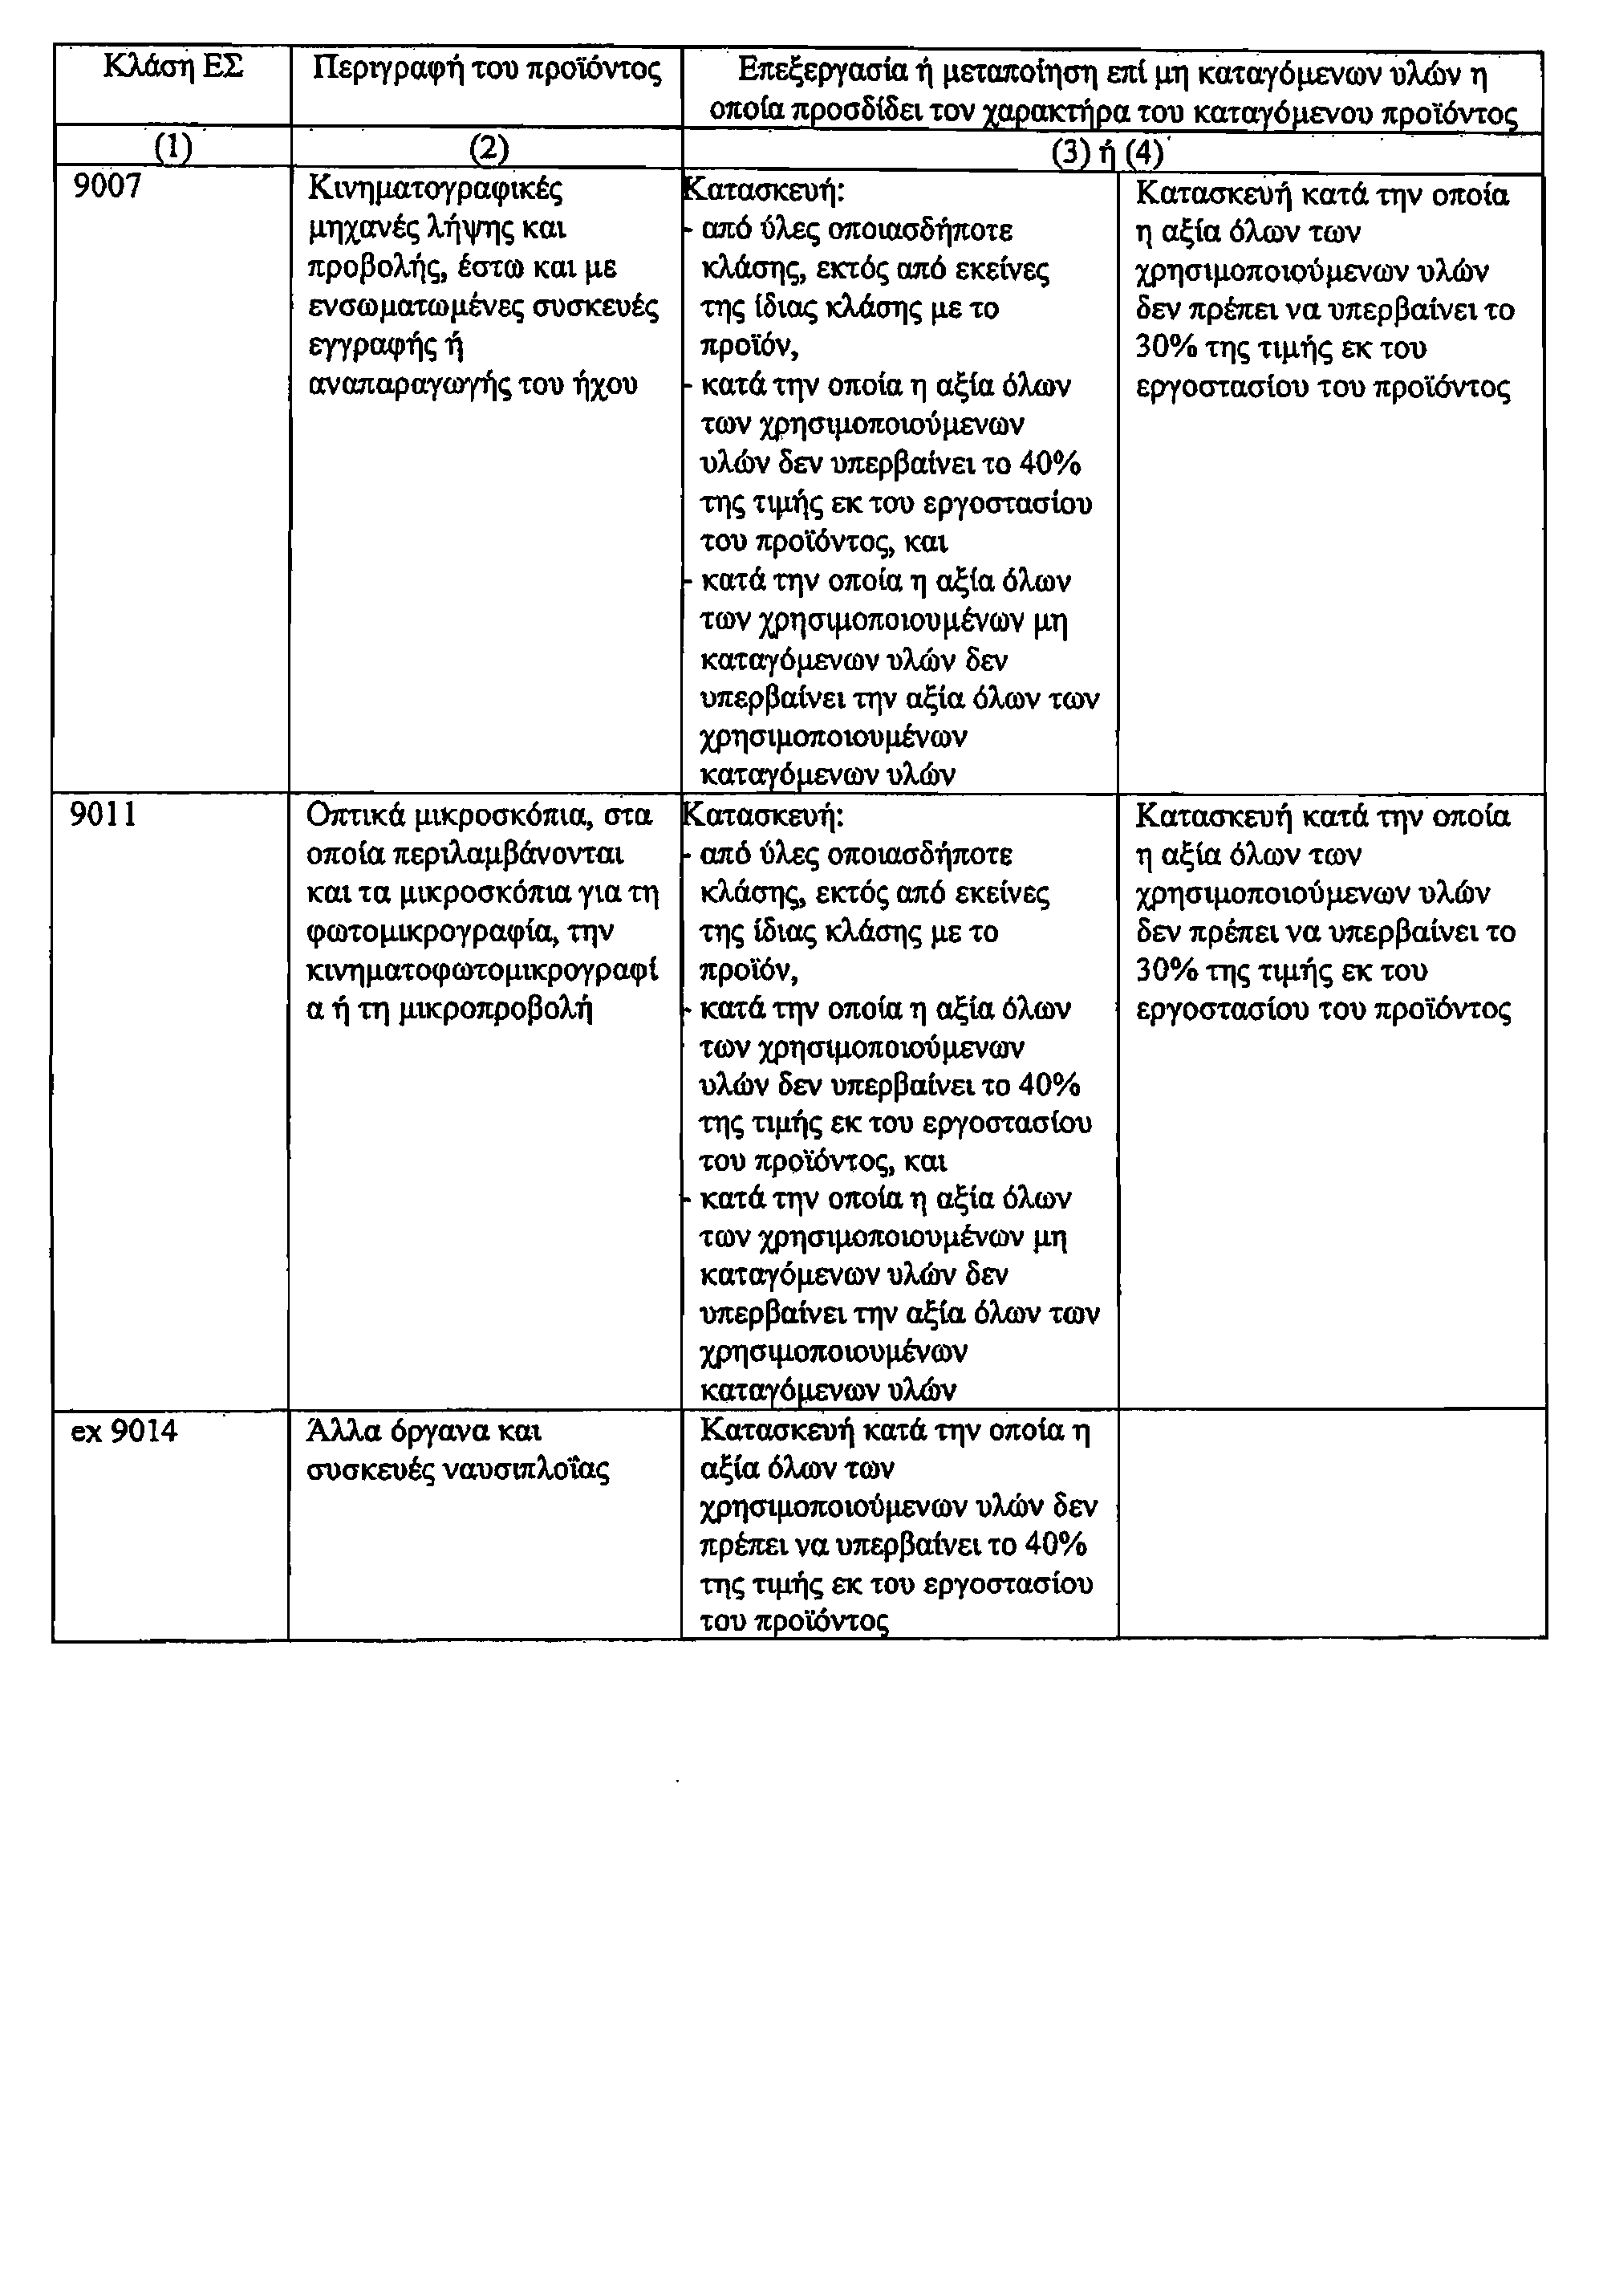 Κλάση ΕΣ
Περιγραφή του προϊόντος
Επεξεργασία ή μεταποίηση επί μη καταγόμενων υλών η
οποία προσδίδει τον χαρακτήρα του καταγόμενου προϊόντος
(1)
(2)
(3) ή (4)
9007
Κινηματογραφικές
μηχανές λήψης και
προβολής, έστω και με
ενσωματωμένες συσκευές
εγγραφής ή
αναπαραγωγής του ήχου
Κατασκευή:
- από ύλες οποιασδήποτε
κλάσης, εκτός από εκείνες
της ίδιας κλάσης με το
προϊόν,
- κατά την οποία η αξία όλων
των χρησιμοποιούμενων
υλών δεν υπερβαίνει το 40%
της τιμής εκ του εργοστασίου
του προϊόντος, και
- κατά την οποία η αξία όλων
των χρησιμοποιουμένων μη
καταγόμενων υλών δεν
υπερβαίνει την αξία όλων των
χρησιμοποιουμένων
καταγόμενων υλών
Κατασκευή κατά την οποία
η αξία όλων των
χρησιμοποιούμενων υλών
δεν πρέπει να υπερβαίνει το
30% της τιμής εκ του
εργοστασίου του προϊόντος
9011
Οπτικά μικροσκόπια, στα
οποία περιλαμβάνονται
και τα μικροσκόπια για τη
φωτομικρογραφία, την
κινηματοφωτομικρογραφί
α ή τη μικροπροβολή
Κατασκευή:
- από ύλες οποιασδήποτε
κλάσης, εκτός από εκείνες
της ίδιας κλάσης με το
προϊόν,
- κατά την οποία η αξία όλων
των χρησιμοποιούμενων
υλών δεν υπερβαίνει το 40%
της τιμής εκ του εργοστασίου
του προϊόντος, και
- κατά την οποία η αξία όλων
των χρησιμοποιουμένων μη
καταγόμενων υλών δεν
υπερβαίνει την αξία όλων των
χρησιμοποιουμένων
καταγόμενων υλών
Κατασκευή κατά την οποία
η αξία όλων των
χρησιμοποιούμενων υλών
δεν πρέπει να υπερβαίνει το
30% της τιμής εκ του
εργοστασίου του προϊόντος
ex 9014
Άλλα όργανα και
συσκευές ναυσιπλοΐας
Κατασκευή κατά την οποία η
αξία όλων των
χρησιμοποιούμενων υλών δεν
πρέπει να υπερβαίνει το 40%
της τιμής εκ του εργοστασίου
του προϊόντος